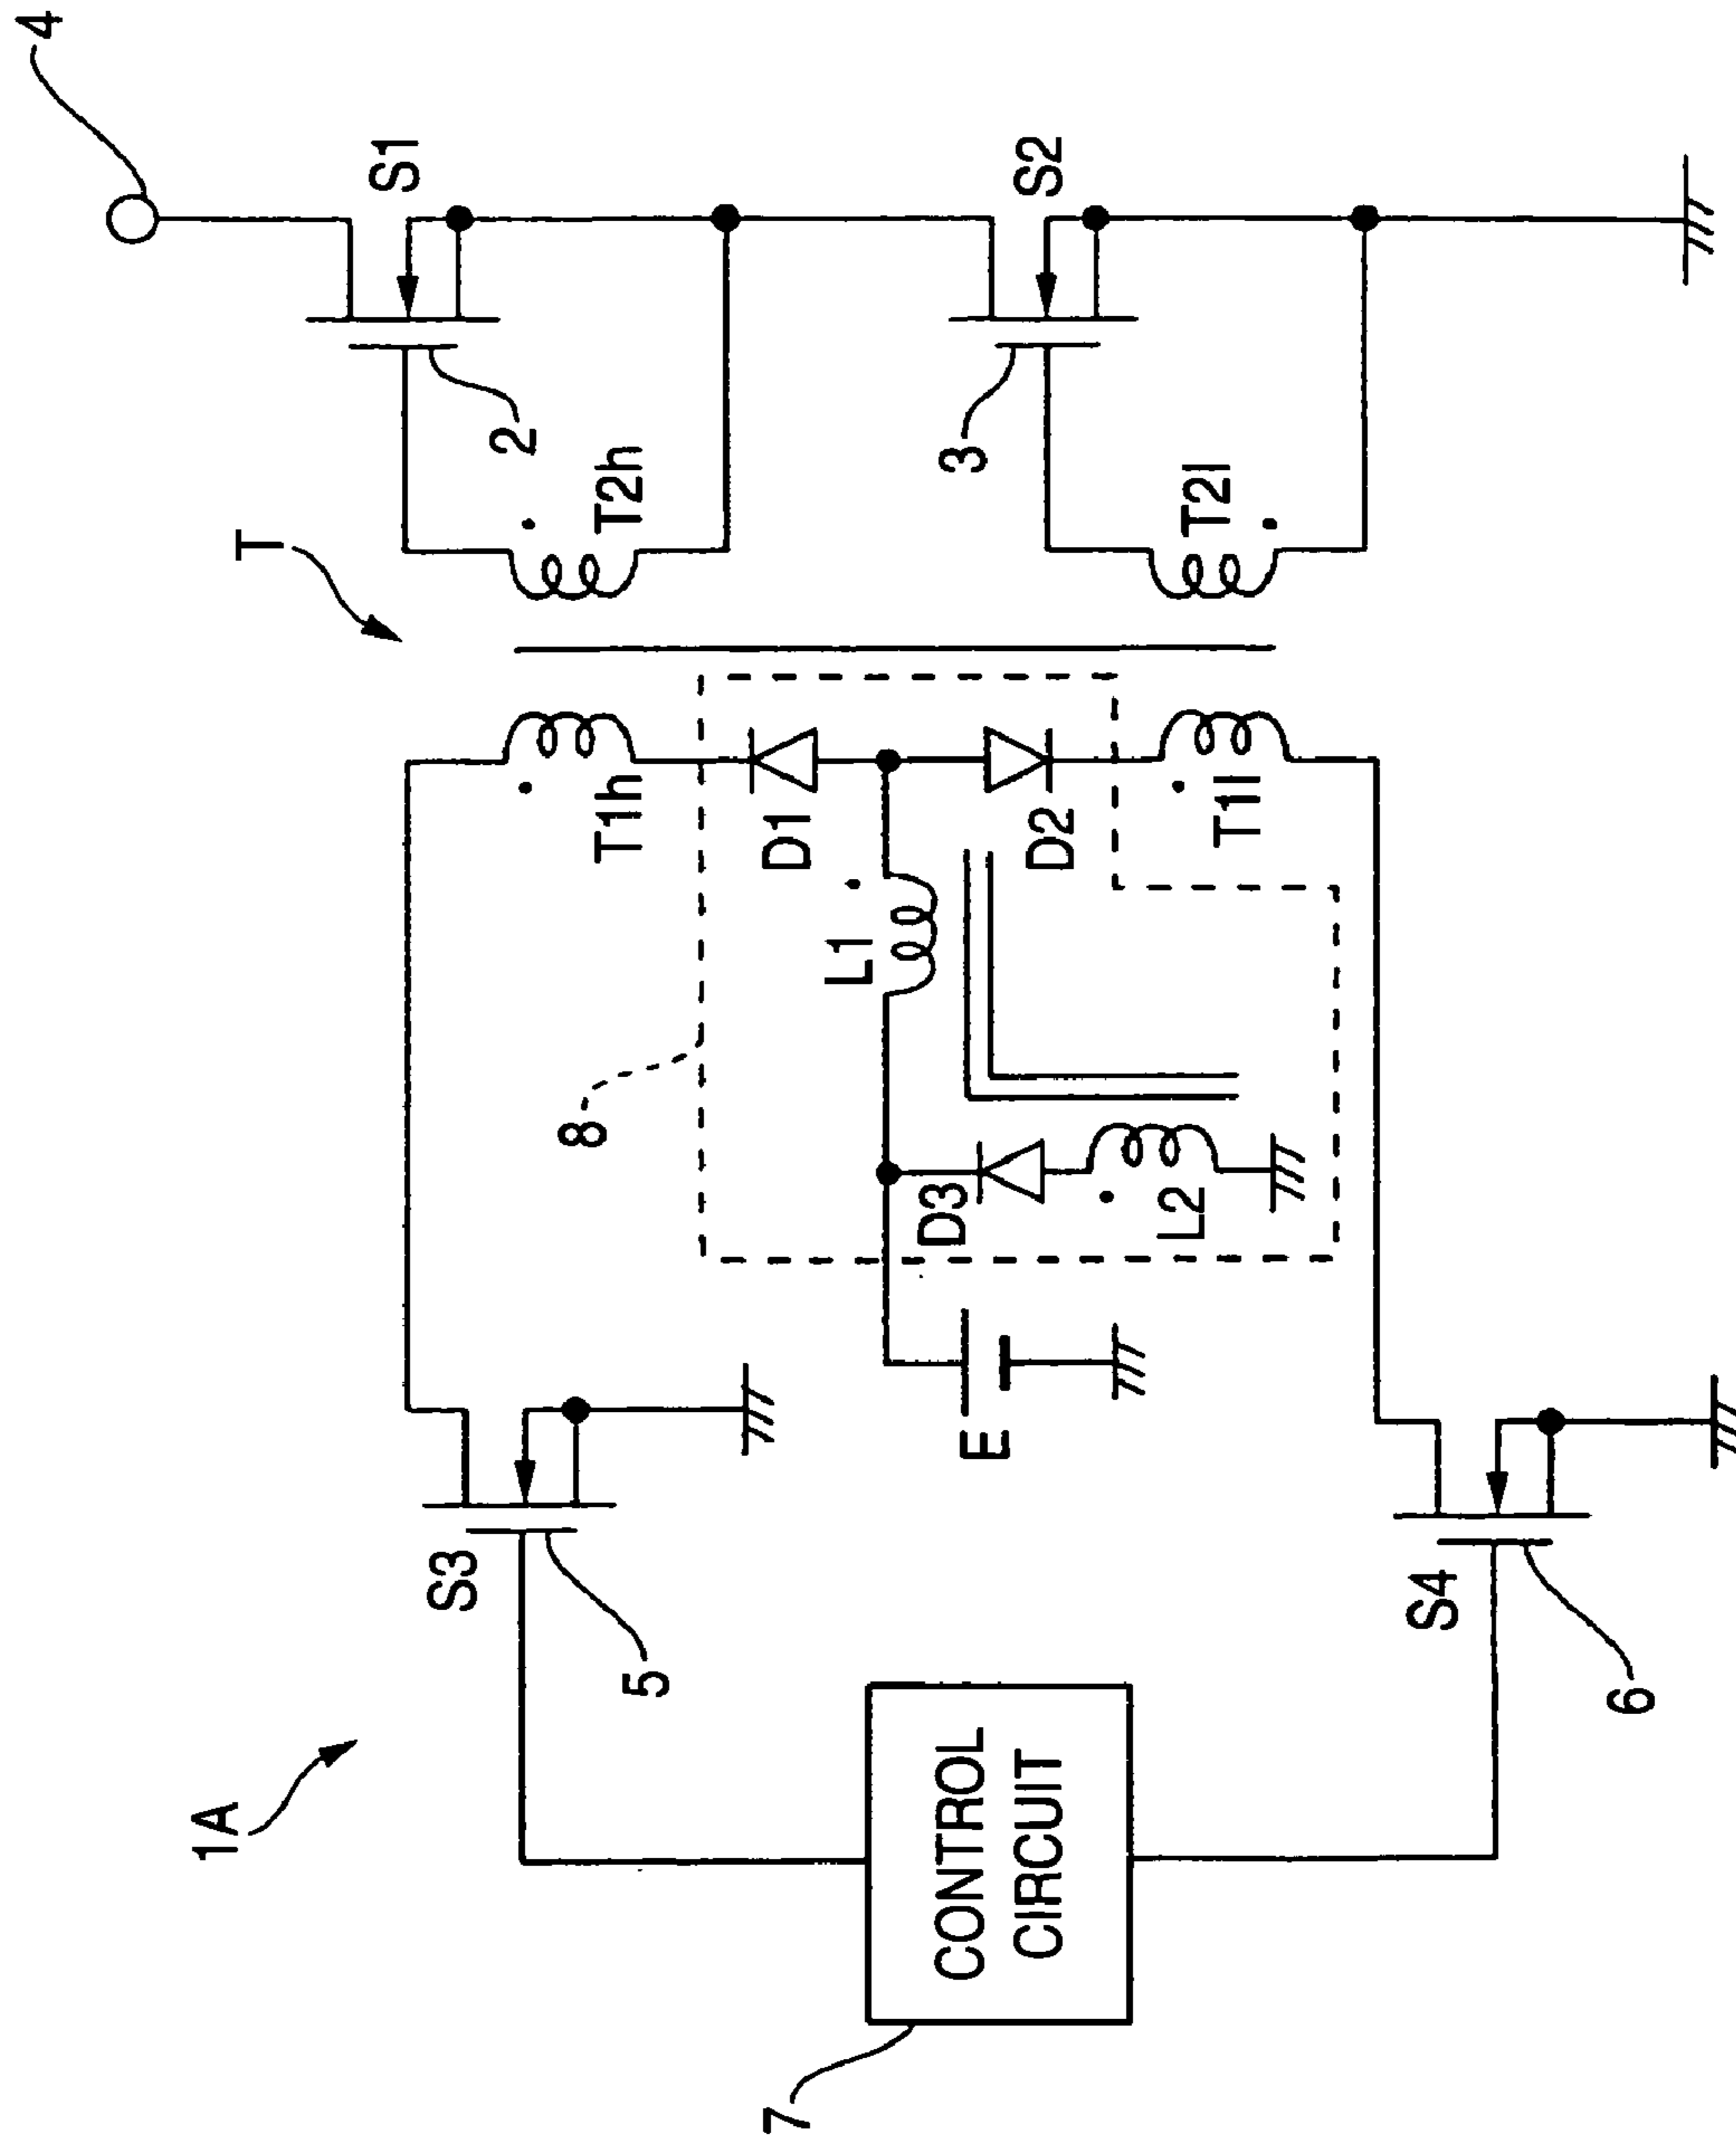 1A
T
4
S1
2
T2h
S3
5
T1h
8
D1
L1
D2
D3
L2
E
T1l
3
S2
T2l
7
CONTROL
CIRCUIT
S4
6